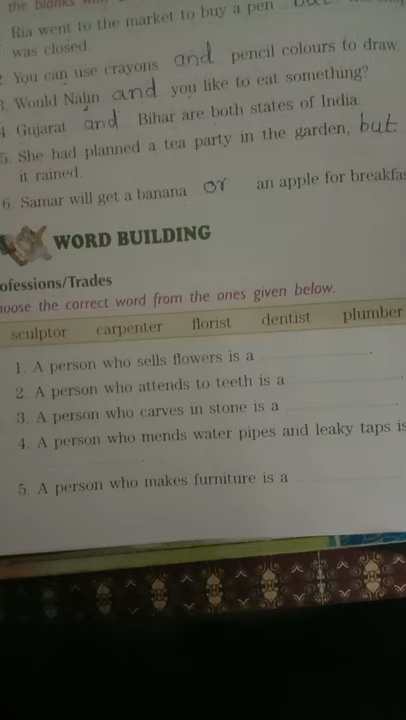 the blanks with
Ria went to the market to buy a pen but
was closed.
2. You can use crayons and pencil colours to draw.
3. Would Nalin and you like to eat something?
4. Gujarat and Bihar are both states of India.
5. She had planned a tea party in the garden, but
it rained.
6. Samar will get a banana or an apple for breakfas
WORD BUILDING
ofessions/Trades
hoose the correct word from the ones given below.
sculptor carpenter florist dentist plumber
1. A person who sells flowers is a
2. A person who attends to teeth is a
3. A person who carves in stone is a
4. A person who mends water pipes and leaky taps is
5. A person who makes furniture is a